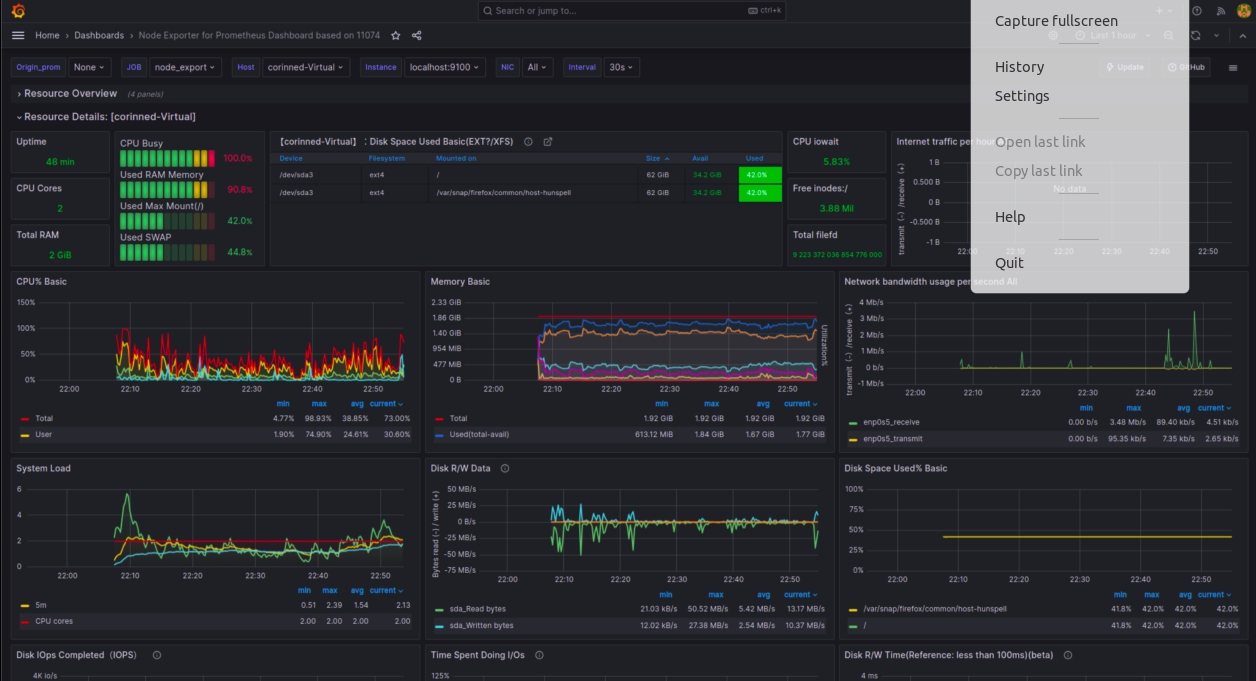 Search or jump to...
ctrl+k
Capture fullscreen
Home › Dashboards › Node Exporter for Prometheus Dashboard based on 11074
Last 1 hour
Origin_prom None JOB node_export Host corinned-Virtual Instance localhost:9100 NIC All Interval 30s
History
Update
GitHub
Settings
Resource Overview (4 panels)
Resource Details: [corinned-Virtual]
Open last link
Copy last link
Help
Quit
Uptime
48 min
CPU Cores
2
Total RAM
2 GiB
CPU Busy
100.0%
Used RAM Memory
90.8%
Used Max Mount(/)
42.0%
Used SWAP
44.8%
【corinned-Virtual】：Disk Space Used Basic(EXT?/XFS)
Device Filesystem Mounted on Size Avail Used
/dev/sda3 ext4 / 62 GiB 34.2 GiB 42.0%
/dev/sda3 ext4 /var/snap/firefox/common/host-hunspell 62 GiB 34.2 GiB 42.0%
CPU iowait
5.83%
Free inodes:/
3.88 Mil
Total filefd
9 223 372 036 854 776 000
Internet traffic per hour
transmit (-) /receive (+)
1 B
0.500 B
0 B
-0.500 B
-1 B
No data
22:00 22:10 22:20 22:30 22:40 22:50
CPU% Basic
150%
100%
50%
0%
22:00 22:10 22:20 22:30 22:40 22:50
min max avg current
Total 4.77% 98.93% 38.85% 73.00%
User 1.90% 74.90% 24.61% 30.60%
Memory Basic
2.33 GiB
1.86 GiB
1.40 GiB
954 MiB
477 MiB
0 B
Utilization%
22:00 22:10 22:20 22:30 22:40 22:50
min max avg current
Total 1.92 GiB 1.92 GiB 1.92 GiB 1.92 GiB
Used(total-avail) 613.12 MiB 1.84 GiB 1.67 GiB 1.77 GiB
Network bandwidth usage per second All
transmit (-) /receive (+)
4 Mb/s
3 Mb/s
2 Mb/s
1 Mb/s
0 b/s
-1 Mb/s
22:00 22:10 22:20 22:30 22:40 22:50
min max avg current
enp0s5_receive 0.00 b/s 3.48 Mb/s 89.40 kb/s 4.51 kb/s
enp0s5_transmit 0.00 b/s 95.35 kb/s 7.35 kb/s 2.65 kb/s
System Load
6
4
2
0
22:00 22:10 22:20 22:30 22:40 22:50
min max avg current
5m 0.51 2.39 1.54 2.13
CPU cores 2.00 2.00 2.00 2.00
Disk R/W Data
Bytes read (-) / write (+)
50 MB/s
25 MB/s
0 B/s
-25 MB/s
-50 MB/s
-75 MB/s
22:00 22:10 22:20 22:30 22:40 22:50
min max avg current
sda_Read bytes 21.03 kB/s 50.52 MB/s 5.42 MB/s 13.17 MB/s
sda_Written bytes 12.02 kB/s 27.38 MB/s 2.54 MB/s 10.37 MB/s
Disk Space Used% Basic
100%
75%
50%
25%
0%
22:00 22:10 22:20 22:30 22:40 22:50
min max avg current
/var/snap/firefox/common/host-hunspell 41.8% 42.0% 42.0% 42.0%
/ 41.8% 42.0% 42.0% 42.0%
Disk IOps Completed（IOPS）
4K io/s
Time Spent Doing I/Os
125%
Disk R/W Time(Reference: less than 100ms)(beta)
4 ms